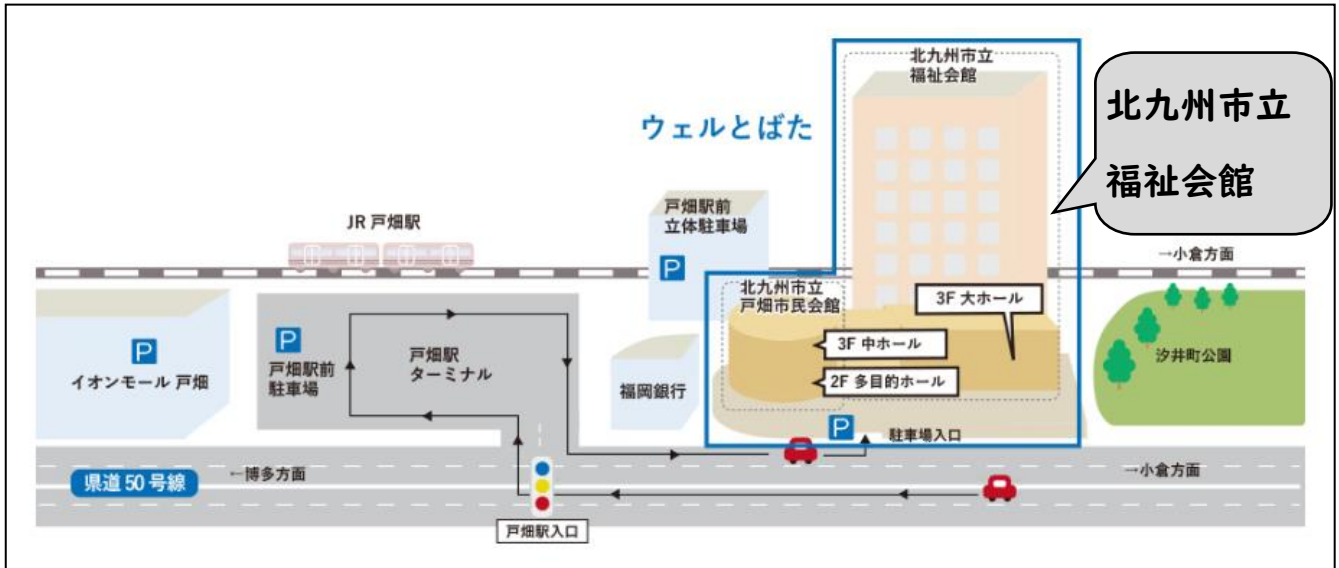 北九州市立
福祉会館
北九州市立
福祉会館
ウェルとばた
戸畑駅前
立体駐車場
P
JR 戸畑駅
→小倉方面
北九州市立
戸畑市民会館
3F 大ホール
3F 中ホール
2F 多目的ホール
P
イオンモール 戸畑
P
戸畑駅前
駐車場
戸畑駅
ターミナル
福岡銀行
汐井町公園
P
駐車場入口
県道 50 号線
←博多方面
→小倉方面
戸畑駅入口